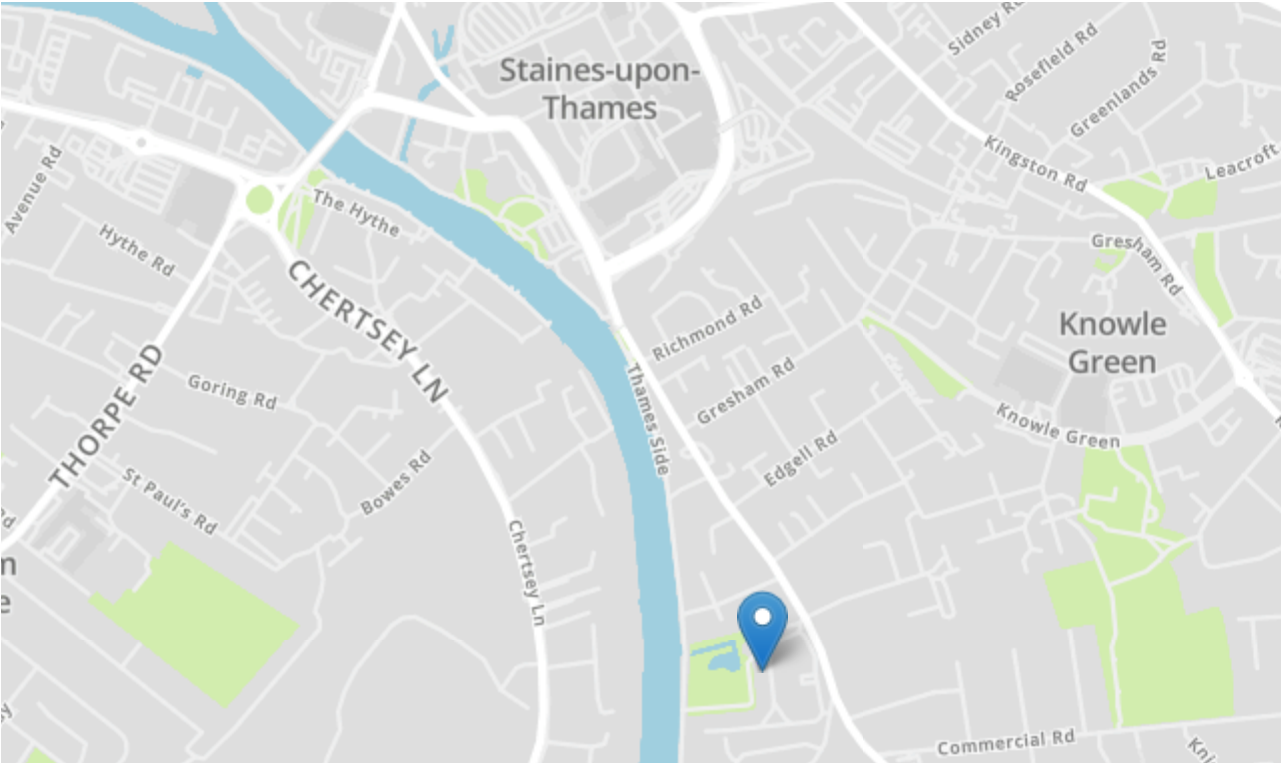 Staines-upon-
Thames
Sidney Rd
Rosefield Rd
Greenlands Rd
Kingston Rd
Leacroft
Avenue Rd
The Hythe
Hythe Rd
Gresham Rd
CHERTSEY LN
Knowle
Green
Richmond Rd
THORPE RD
Goring Rd
Thames Side
Gresham Rd
Knowle Green
Edgell Rd
Bowes Rd
St Paul's Rd
Rd
Chertsey Ln
m
e
Commercial Rd
Kni